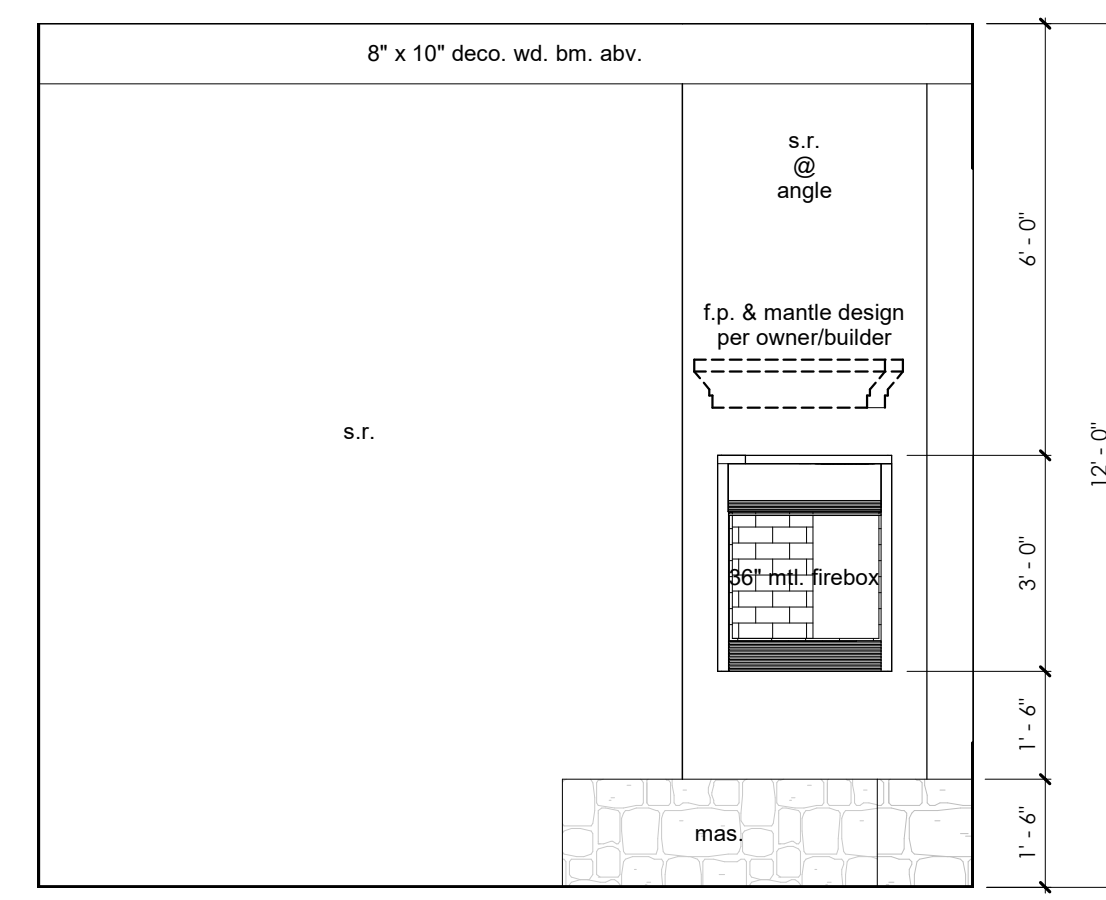 8" x 10" deco. wd. bm. abv.
s.r.
@
angle
6' - 0"
f.p. & mantle design
per owner/builder
s.r.
12' - 0"
36" mtl. firebox
3' - 0"
1' - 6"
mas.
1' - 6"